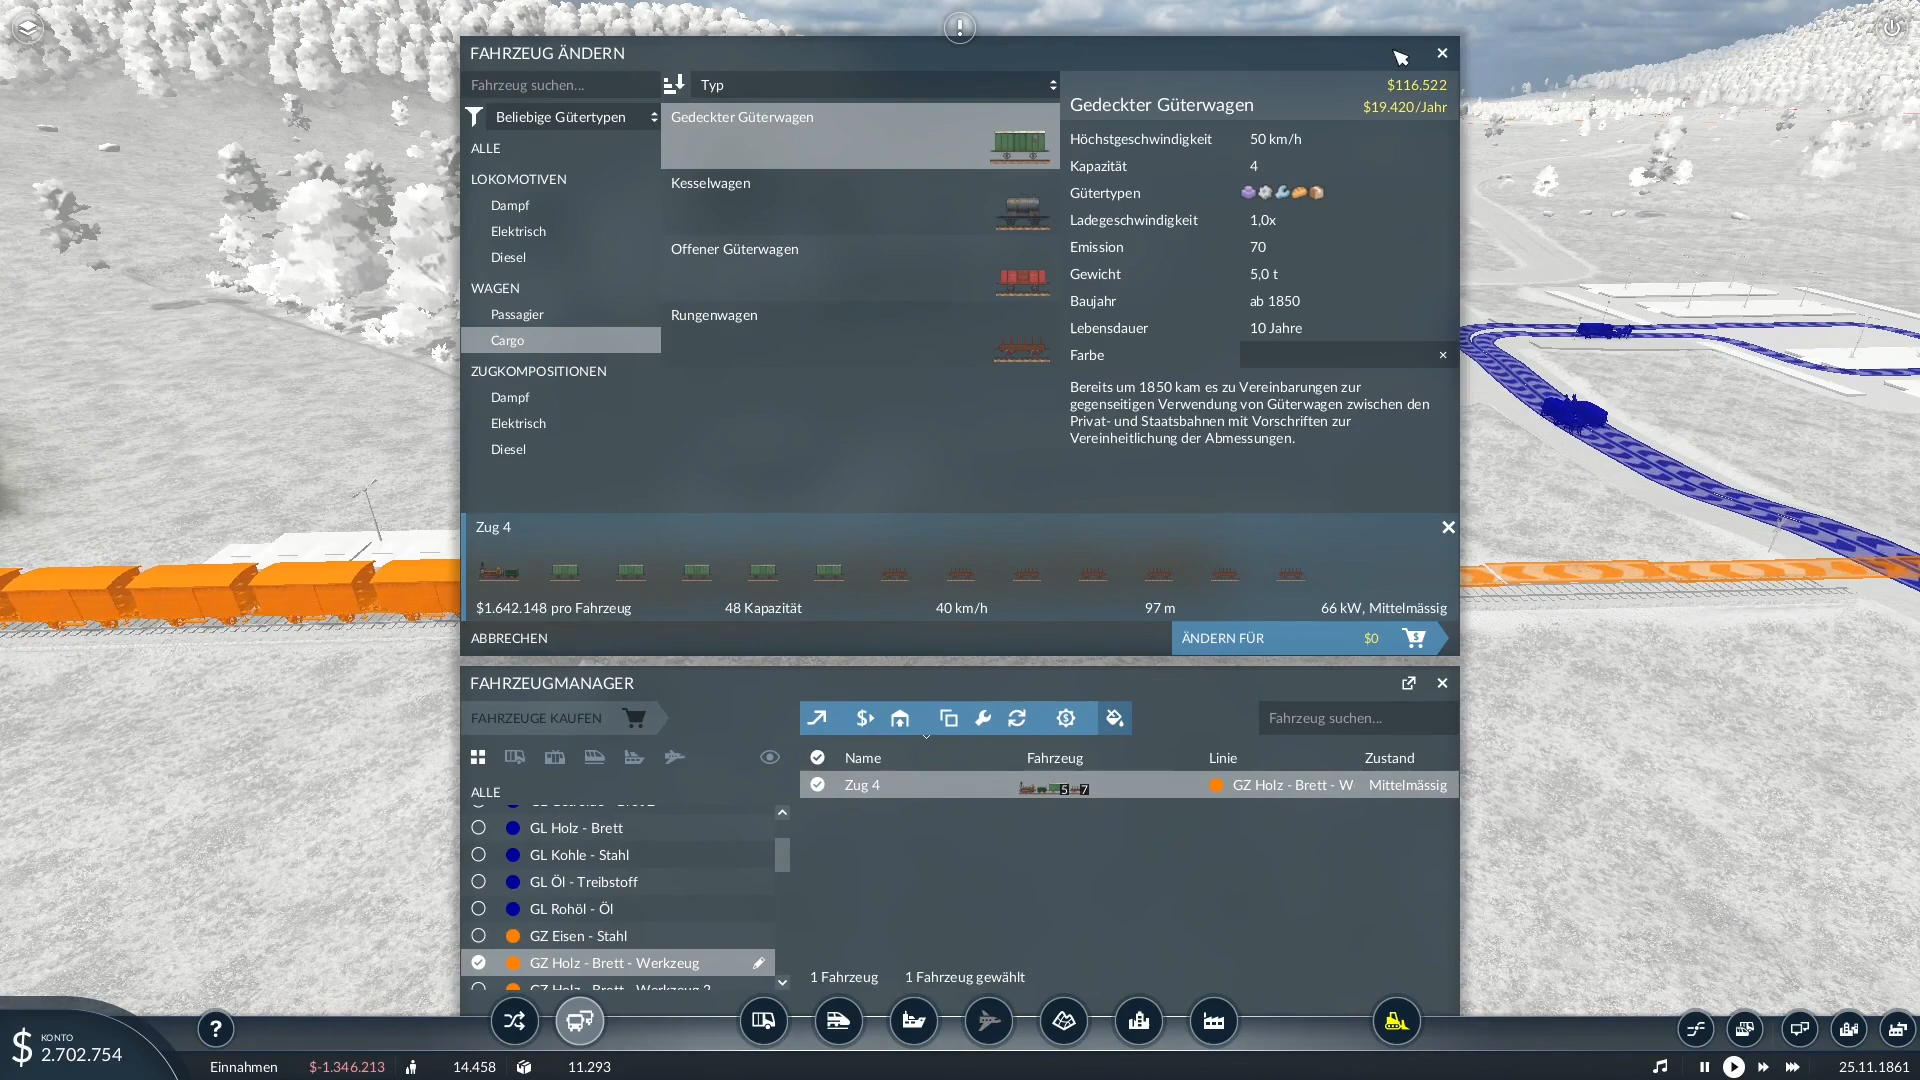 FAHRZEUG ÄNDERN
Fahrzeug suchen...
Typ
Beliebige Gütertypen
ALLE
LOKOMOTIVEN
Dampf
Elektrisch
Diesel
WAGEN
Passagier
Cargo
ZUGKOMPOSITIONEN
Dampf
Elektrisch
Diesel
Gedeckter Güterwagen
Kesselwagen
Offener Güterwagen
Rungenwagen
$116.522
Gedeckter Güterwagen
$19.420/Jahr
Höchstgeschwindigkeit 50 km/h
Kapazität 4
Gütertypen
Ladegeschwindigkeit 1,0x
Emission 70
Gewicht 5,0 t
Baujahr ab 1850
Lebensdauer 10 Jahre
Farbe
Bereits um 1850 kam es zu Vereinbarungen zur
gegenseitigen Verwendung von Güterwagen zwischen den
Privat- und Staatsbahnen mit Vorschriften zur
Vereinheitlichung der Abmessungen.
Zug 4
$1.642.148 pro Fahrzeug 48 Kapazität 40 km/h 97 m 66 kW, Mittelmässig
ABBRECHEN
ÄNDERN FÜR $0
FAHRZEUGMANAGER
FAHRZEUGE KAUFEN
Fahrzeug suchen...
ALLE
GL Holz - Brett
GL Kohle - Stahl
GL Öl - Treibstoff
GL Rohöl - Öl
GZ Eisen - Stahl
GZ Holz - Brett - Werkzeug
GZ Holz - Brett - Werkzeug 2
Name Fahrzeug Linie Zustand
Zug 4 5 7 GZ Holz - Brett - W Mittelmässig
1 Fahrzeug 1 Fahrzeug gewählt
?
$ KONTO
2.702.754
Einnahmen $-1.346.213 14.458 11.293
25.11.1861